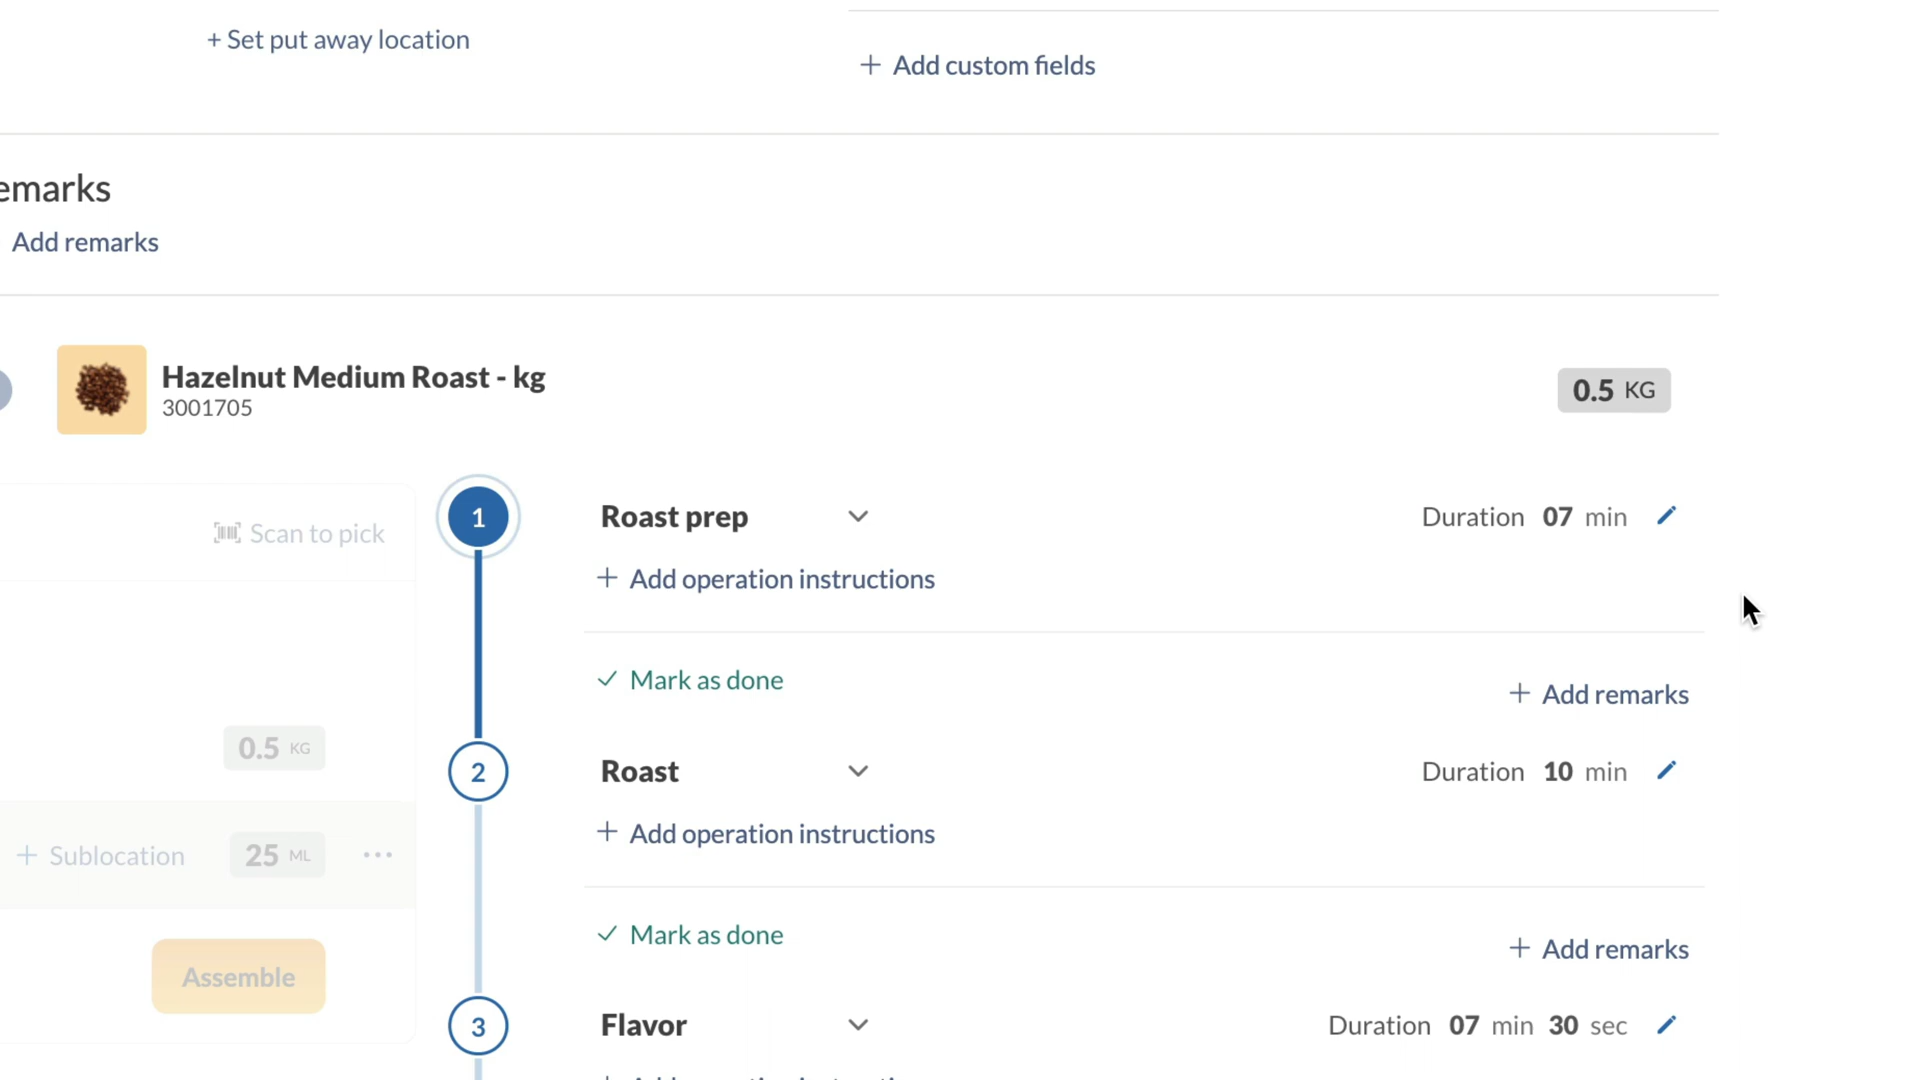 + Set put away location
+ Add custom fields
emarks
Add remarks
Hazelnut Medium Roast - kg
3001705
0.5 KG
Scan to pick
1
Roast prep
Duration 07 min
+ Add operation instructions
Mark as done
+ Add remarks
0.5 KG
2
Roast
Duration 10 min
+ Add operation instructions
+ Sublocation 25 ML ...
Mark as done
+ Add remarks
Assemble
3
Flavor
Duration 07 min 30 sec